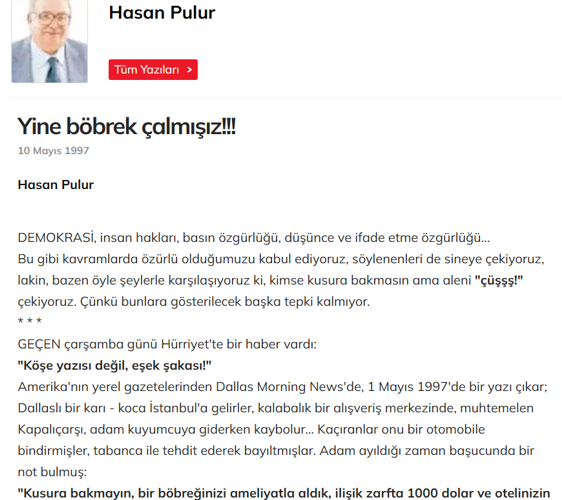 Hasan Pulur
Tüm Yazıları >
Yine böbrek çalmışız!!!
10 Mayıs 1997
Hasan Pulur
DEMOKRASİ, insan hakları, basın özgürlüğü, düşünce ve ifade etme özgürlüğü...
Bu gibi kavramlarda özürlü olduğumuzu kabul ediyoruz, söylenenleri de sineye çekiyoruz,
lakin, bazen öyle şeylerle karşılaşıyoruz ki, kimse kusura bakmasın ama aleni "çüşşş!"
çekiyoruz. Çünkü bunlara gösterilecek başka tepki kalmıyor.
* * *
GEÇEN çarşamba günü Hürriyet'te bir haber vardı:
"Köşe yazısı değil, eşek şakası!"
Amerika'nın yerel gazetelerinden Dallas Morning News'de, 1 Mayıs 1997'de bir yazı çıkar;
Dallaslı bir karı - koca İstanbul'a gelirler, kalabalık bir alışveriş merkezinde, muhtemelen
Kapalıçarşı, adam kuyumcuya giderken kaybolur... Kaçıranlar onu bir otomobile
bindirmişler, tabanca ile tehdit ederek bayıltmışlar. Adam ayıldığı zaman başucunda bir
not bulmuş:
"Kusura bakmayın, bir böbreğinizi ameliyatla aldık, ilişik zarfta 1000 dolar ve otelinizin